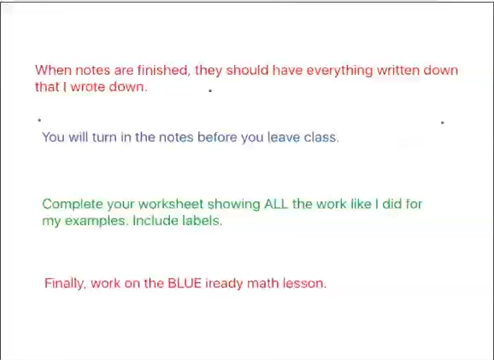 When notes are finished, they should have everything written down
that I wrote down.
You will turn in the notes before you leave class.
Complete your worksheet showing ALL the work like I did for
my examples. Include labels.
Finally, work on the BLUE iready math lesson.